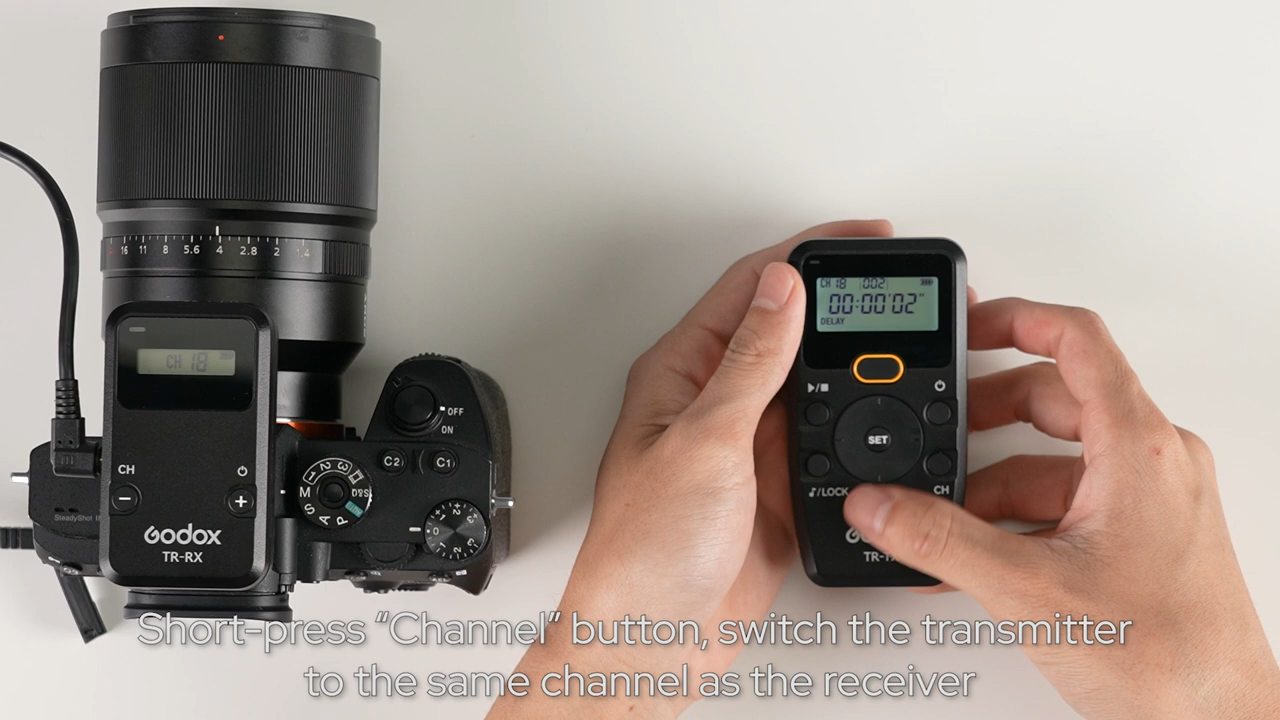 16 11 8 5.6 4 2.8 2 1.4
CH 18
CH
Godox
TR-RX
SteadyShot
OFF
ON
C2
C1
M
A
P
CH 18 002
00:00'02"
DELAY
SET
♪/LOCK
CH
Short-press “Channel” button, switch the transmitter
to the same channel as the receiver